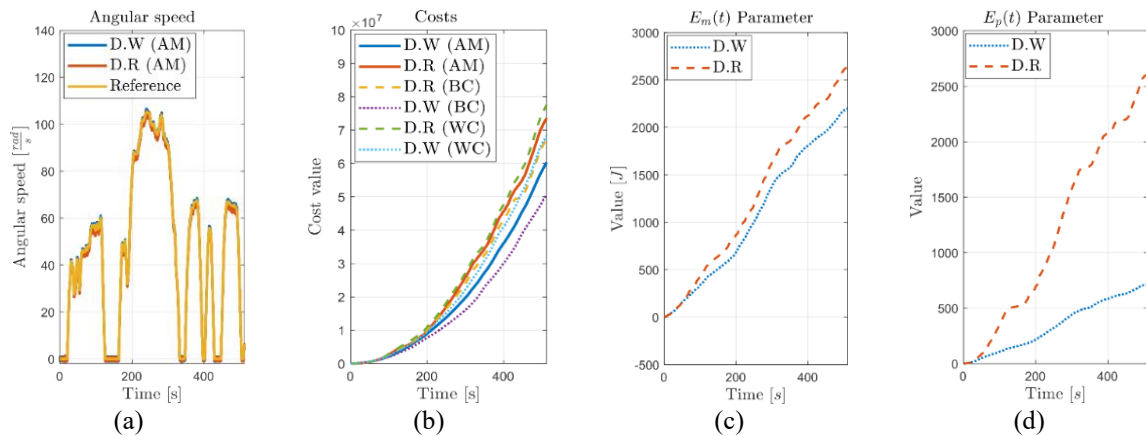 Angular speed
140
120
100
80
60
40
20
0
Angular speed [rad/s]
D.W (AM)
D.R (AM)
Reference
0 200 400
Time [s]
(a)
Costs
×10⁷
10
9
8
7
6
5
4
3
2
1
0
Cost value
D.W (AM)
D.R (AM)
D.R (BC)
D.W (BC)
D.R (WC)
D.W (WC)
0 200 400
Time [s]
(b)
E_m(t) Parameter
3000
2500
2000
1500
1000
500
0
-500
Value [J]
D.W
D.R
0 200 400
Time [s]
(c)
E_p(t) Parameter
3000
2500
2000
1500
1000
500
0
Value
D.W
D.R
0 200 400
Time [s]
(d)